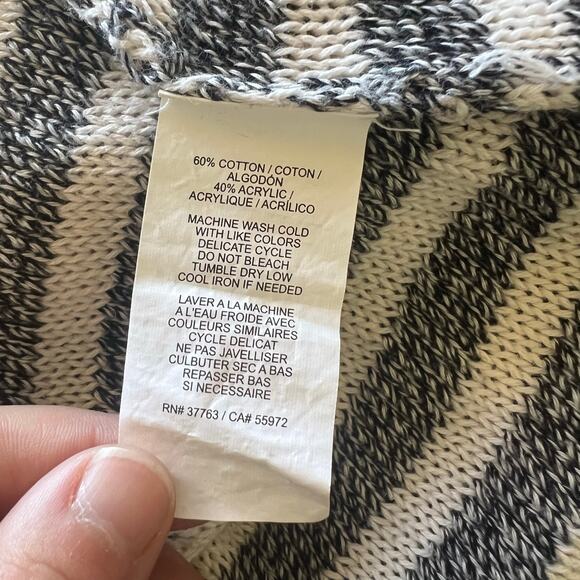 60% COTTON / COTON /
ALGODÓN
40% ACRYLIC /
ACRYLIQUE / ACRÍLICO
MACHINE WASH COLD
WITH LIKE COLORS
DELICATE CYCLE
DO NOT BLEACH
TUMBLE DRY LOW
COOL IRON IF NEEDED
LAVER A LA MACHINE
A L'EAU FROIDE AVEC
COULEURS SIMILAIRES
CYCLE DELICAT
NE PAS JAVELLISER
CULBUTER SEC A BAS
REPASSER BAS
SI NECESSAIRE
RN# 37763 / CA# 55972